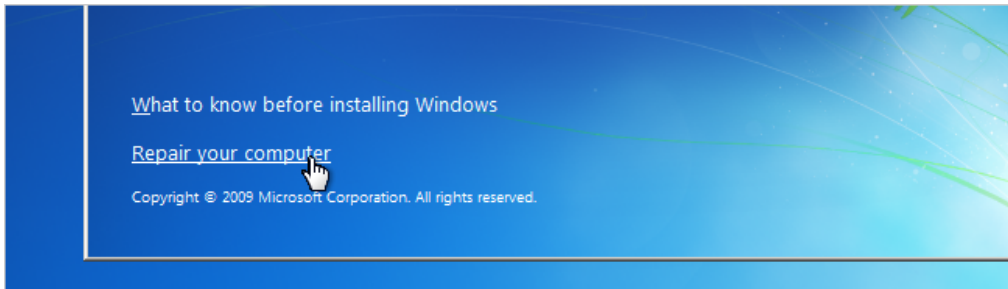 What to know before installing Windows
Repair your computer
Copyright © 2009 Microsoft Corporation. All rights reserved.